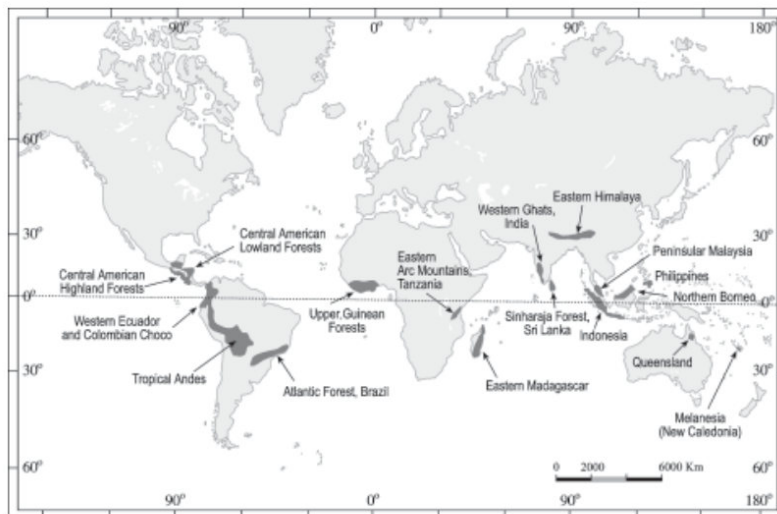 90°
0°
90°
180°
60°
60°
30°
30°
0°
0°
30°
30°
60°
60°
Central American
Lowland Forests
Central American
Highland Forests
Western Ecuador
and Colombian Choco
Tropical Andes
Atlantic Forest, Brazil
Upper Guinean
Forests
Eastern
Arc Mountains,
Tanzania
Western Ghats,
India
Eastern Himalaya
Sinharaja Forest,
Sri Lanka
Eastern Madagascar
Peninsular Malaysia
Philippines
Northern Borneo
Indonesia
Queensland
Melanesia
(New Caledonia)
0 2000 6000 Km
90°
0°
90°
180°